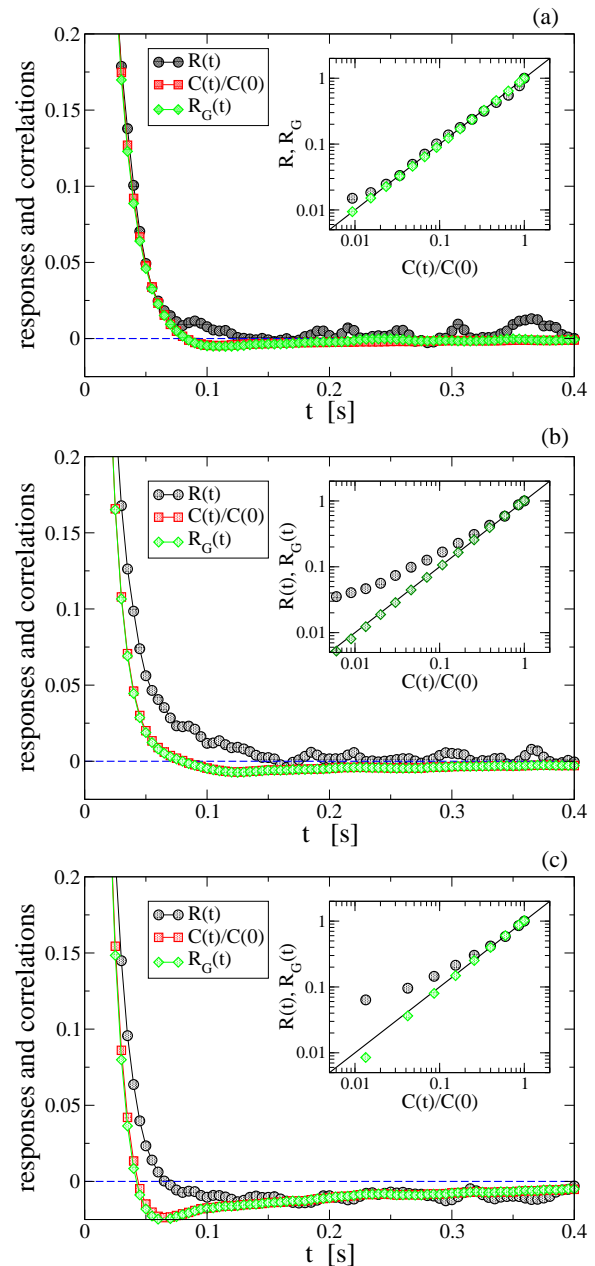 (a)
0.2
0.15
0.1
0.05
0
responses and correlations
R(t)
C(t)/C(0)
R_G(t)
R, R_G
1
0.1
0.01
0.01 0.1 1
C(t)/C(0)
0 0.1 0.2 0.3 0.4
t [s]
(b)
0.2
0.15
0.1
0.05
0
responses and correlations
R(t)
C(t)/C(0)
R_G(t)
R(t), R_G(t)
1
0.1
0.01
0.01 0.1 1
C(t)/C(0)
0 0.1 0.2 0.3 0.4
t [s]
(c)
0.2
0.15
0.1
0.05
0
responses and correlations
R(t)
C(t)/C(0)
R_G(t)
R(t), R_G(t)
1
0.1
0.01
0.01 0.1 1
C(t)/C(0)
0 0.1 0.2 0.3 0.4
t [s]